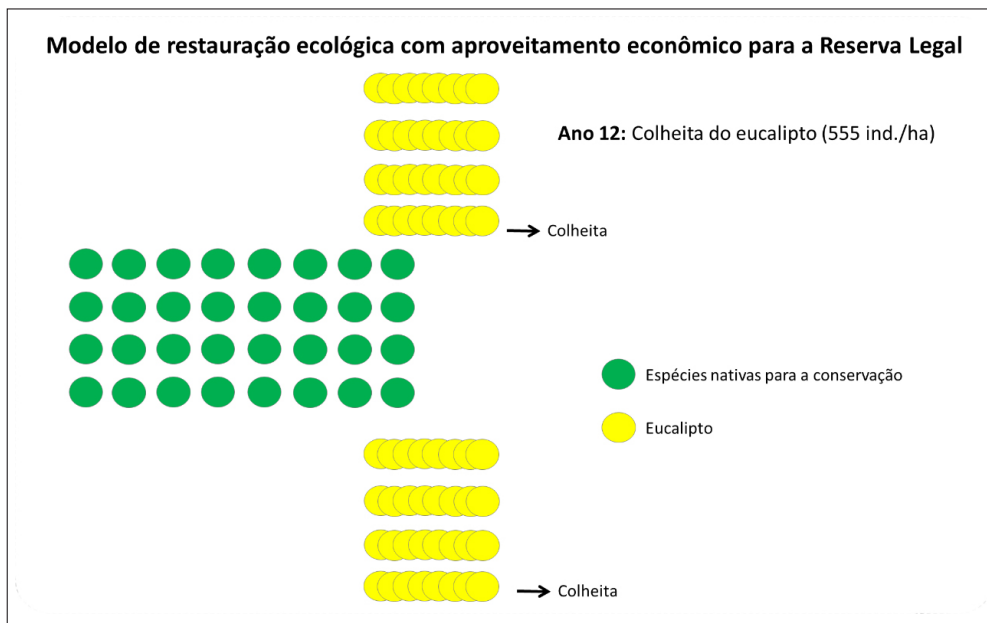 Modelo de restauração ecológica com aproveitamento econômico para a Reserva Legal
Ano 12: Colheita do eucalipto (555 ind./ha)
Colheita
Espécies nativas para a conservação
Eucalipto
Colheita